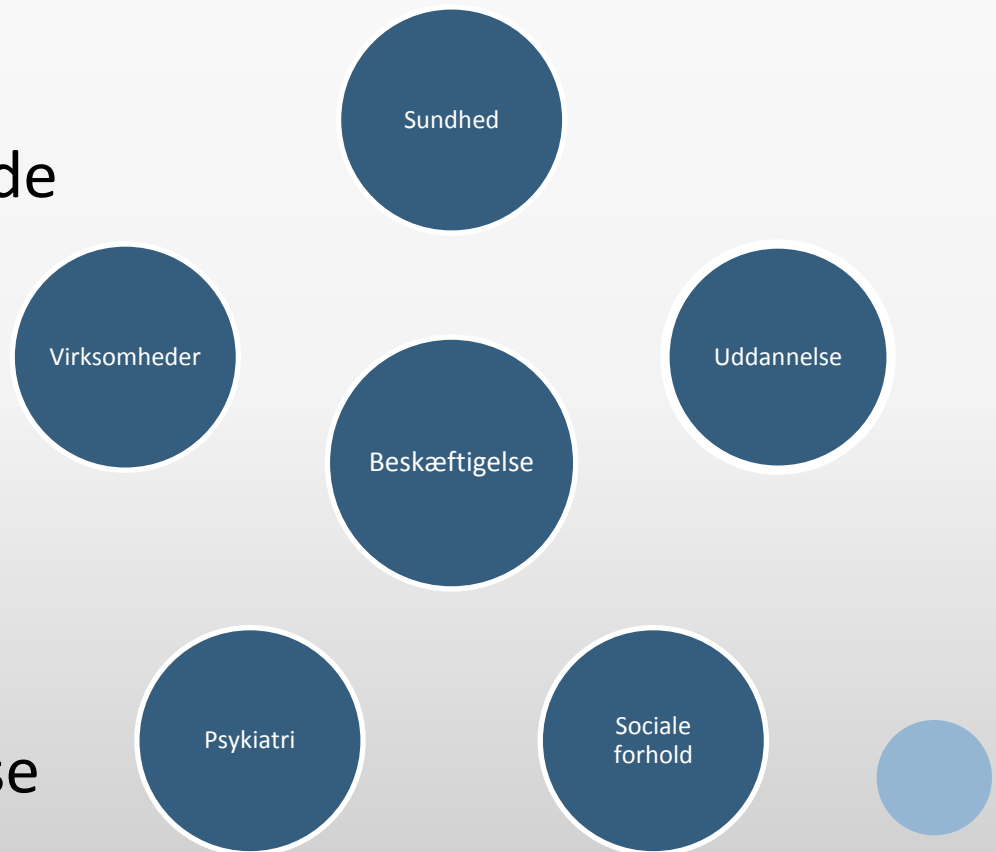 Sundhed
de
Virksomheder
Uddannelse
Beskæftigelse
Psykiatri
Sociale
forhold
se